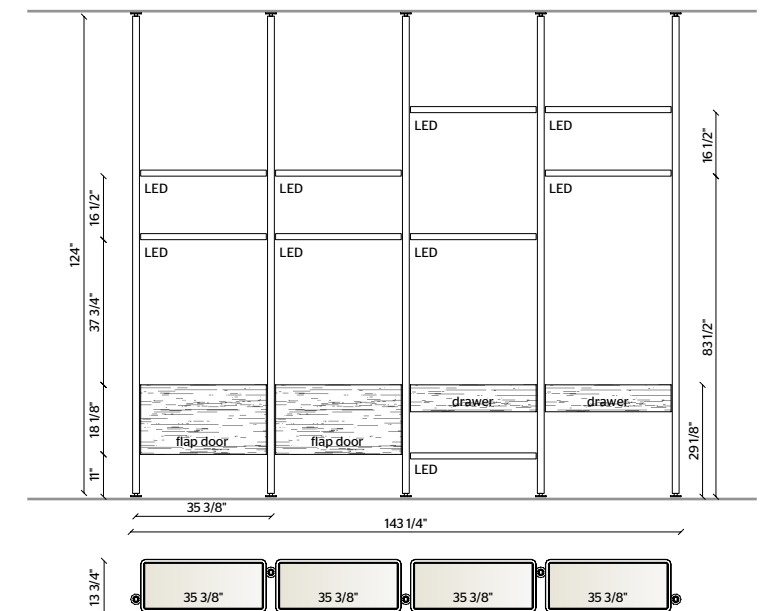 LED
LED
16 1/2"
LED
LED
LED
16 1/2"
124"
LED
LED
LED
37 3/4"
83 1/2"
drawer
drawer
18 1/8"
flap door
flap door
29 1/8"
LED
11"
35 3/8"
143 1/4"
13 3/4"
35 3/8"
35 3/8"
35 3/8"
35 3/8"